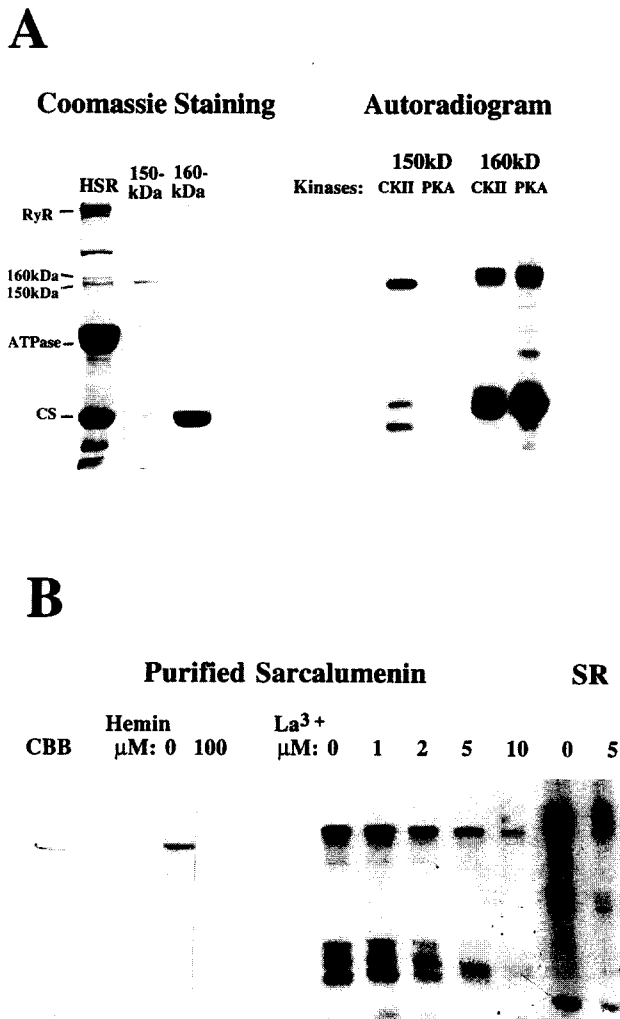 A
Coomassie Staining Autoradiogram
150- 160-
HSR kDa kDa
150kD 160kD
Kinases: CKII PKA CKII PKA
RyR
160kDa
150kDa
ATPase
CS
B
Purified Sarcalumenin SR
Hemin La3+
CBB μM: 0 100 μM: 0 1 2 5 10 0 5